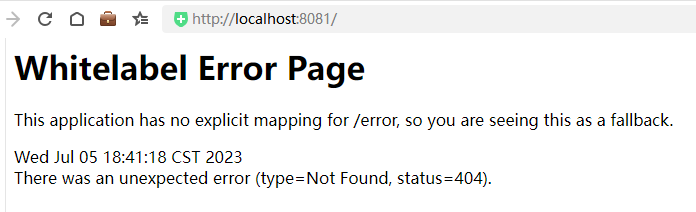 http://localhost:8081/
Whitelabel Error Page
This application has no explicit mapping for /error, so you are seeing this as a fallback.
Wed Jul 05 18:41:18 CST 2023
There was an unexpected error (type=Not Found, status=404).